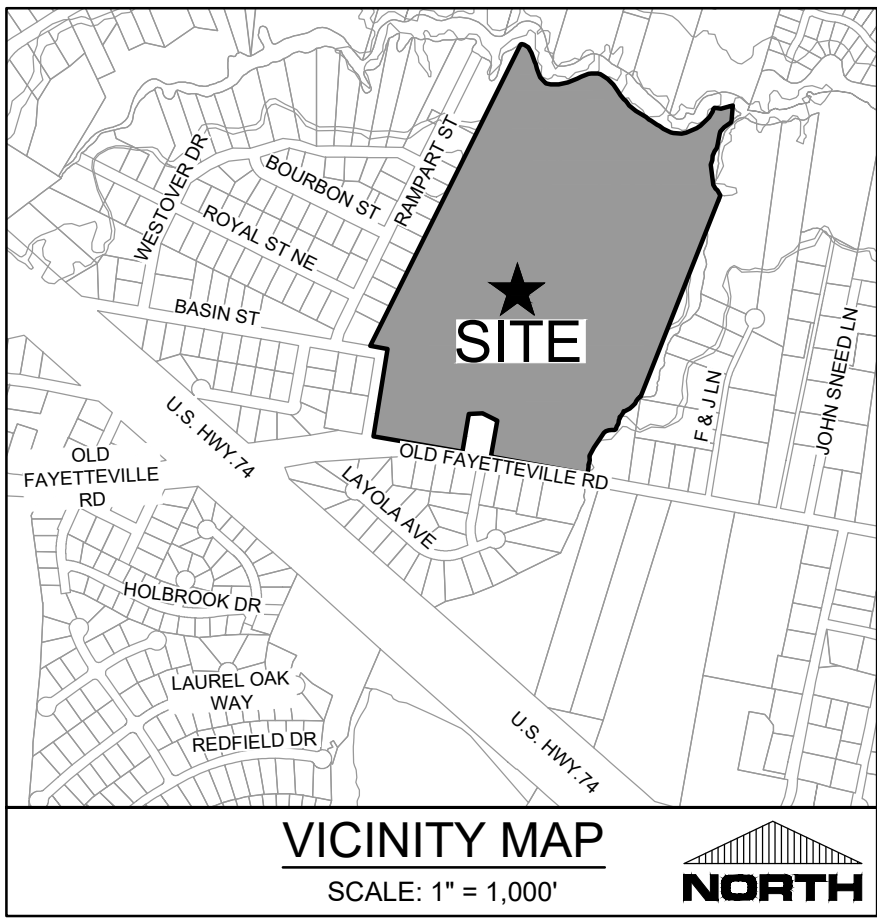 RAMPART ST
WESTOVER DR
BOURBON ST
ROYAL ST NE
BASIN ST
SITE
JOHN SNEED LN
F & J LN
U.S. HWY.74
OLD
FAYETTEVILLE
RD
OLD FAYETTEVILLE RD
LAYOLA AVE
HOLBROOK DR
LAUREL OAK
WAY
REDFIELD DR
U.S. HWY.74
VICINITY MAP
SCALE: 1" = 1,000'
NORTH